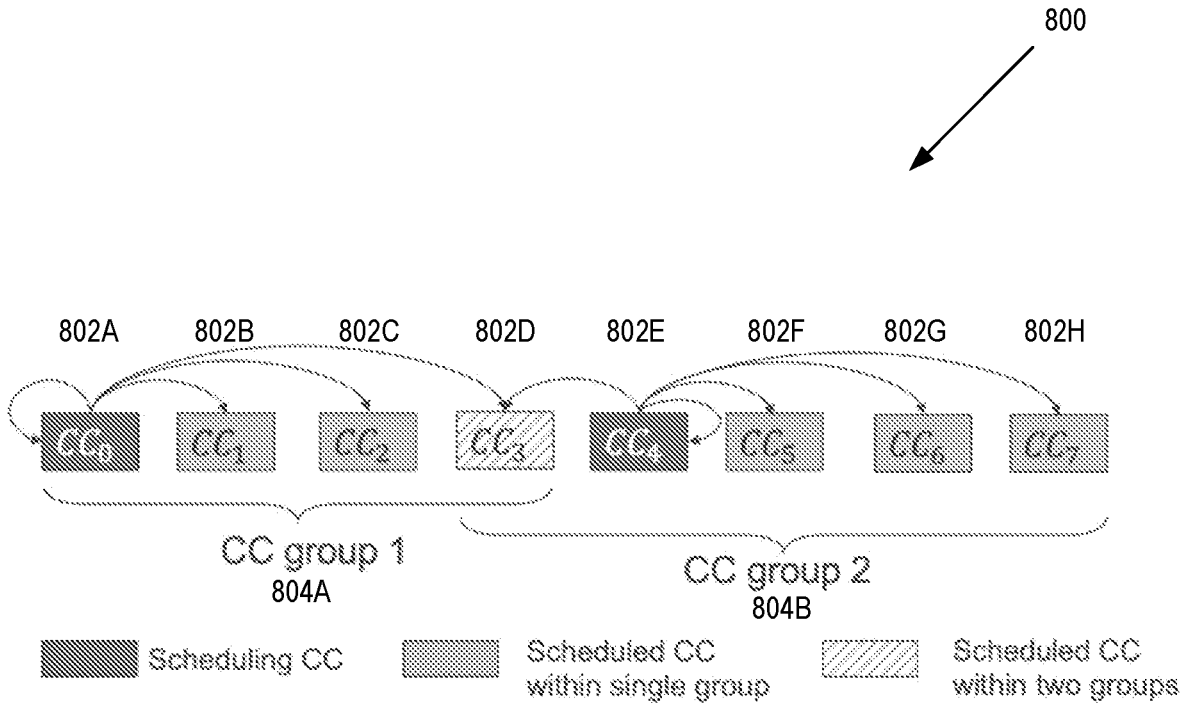 800
802A 802B 802C 802D 802E 802F 802G 802H
CC₀ CC₁ CC₂ CC₃ CC₄ CC₅ CC₆ CC₇
CC group 1
804A
CC group 2
804B
Scheduling CC
Scheduled CC
within single group
Scheduled CC
within two groups